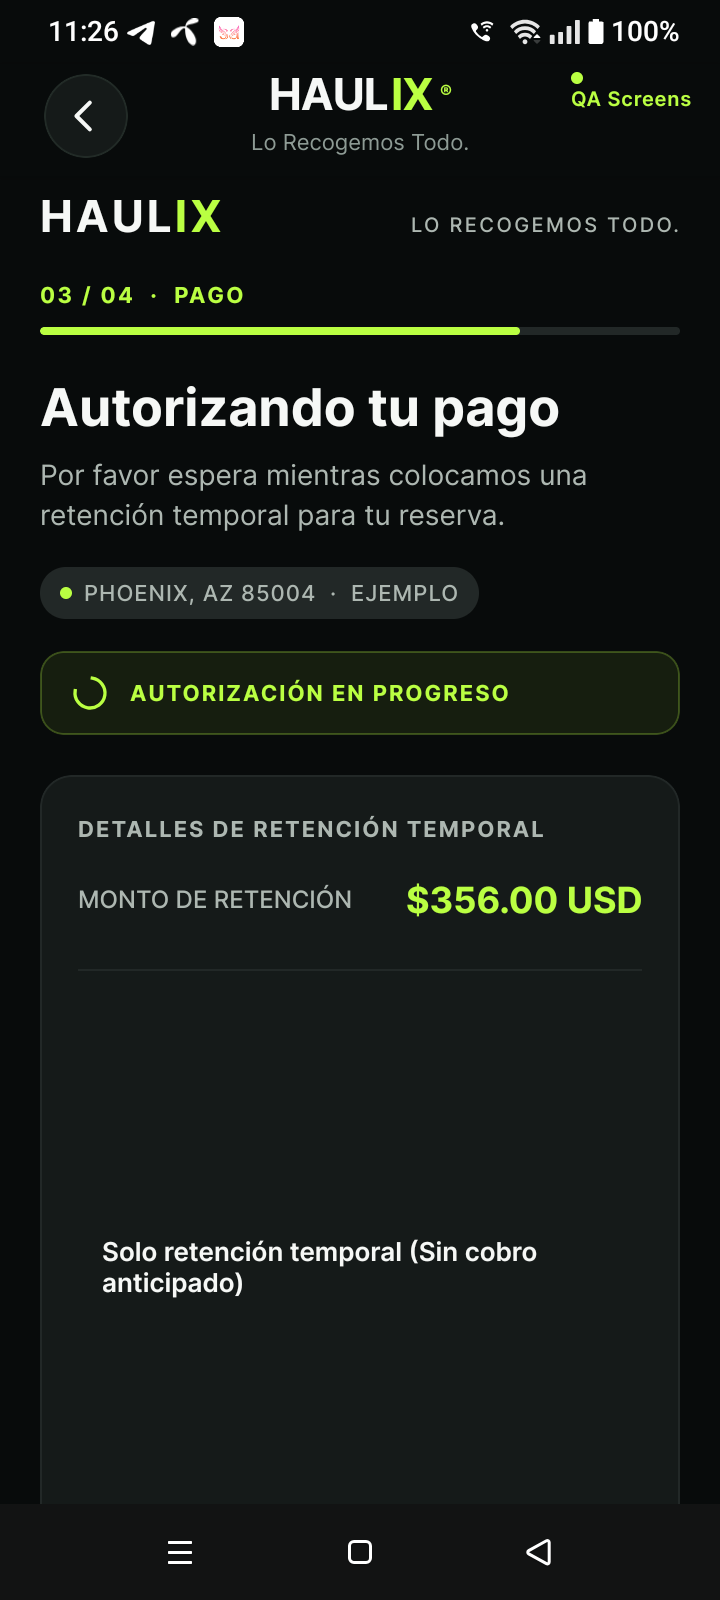 11:26
100%
HAULIX®
QA Screens
Lo Recogemos Todo.
HAULIX
LO RECOGEMOS TODO.
03 / 04 · PAGO
Autorizando tu pago
Por favor espera mientras colocamos una
retención temporal para tu reserva.
PHOENIX, AZ 85004 · EJEMPLO
AUTORIZACIÓN EN PROGRESO
DETALLES DE RETENCIÓN TEMPORAL
MONTO DE RETENCIÓN
$356.00 USD
Solo retención temporal (Sin cobro
anticipado)